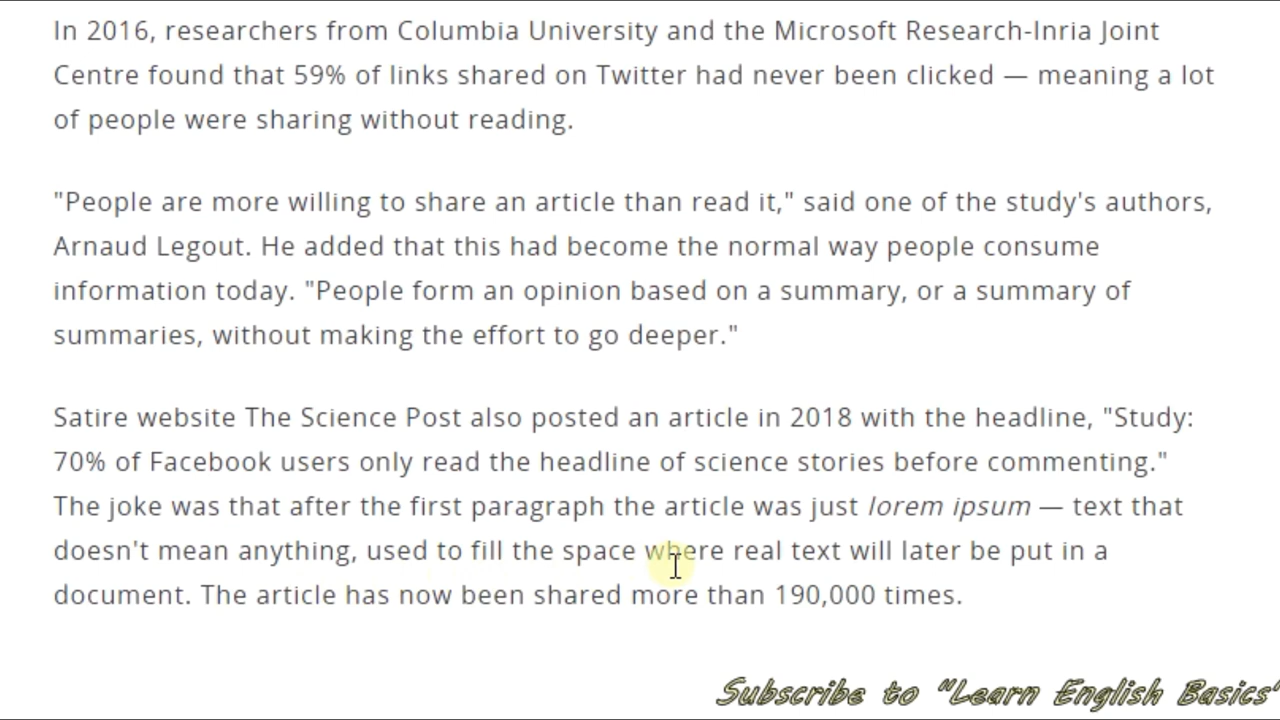 In 2016, researchers from Columbia University and the Microsoft Research-Inria Joint
Centre found that 59% of links shared on Twitter had never been clicked — meaning a lot
of people were sharing without reading.
"People are more willing to share an article than read it," said one of the study's authors,
Arnaud Legout. He added that this had become the normal way people consume
information today. "People form an opinion based on a summary, or a summary of
summaries, without making the effort to go deeper."
Satire website The Science Post also posted an article in 2018 with the headline, "Study:
70% of Facebook users only read the headline of science stories before commenting."
The joke was that after the first paragraph the article was just lorem ipsum — text that
doesn't mean anything, used to fill the space where real text will later be put in a
document. The article has now been shared more than 190,000 times.
Subscribe to "Learn English Basics"